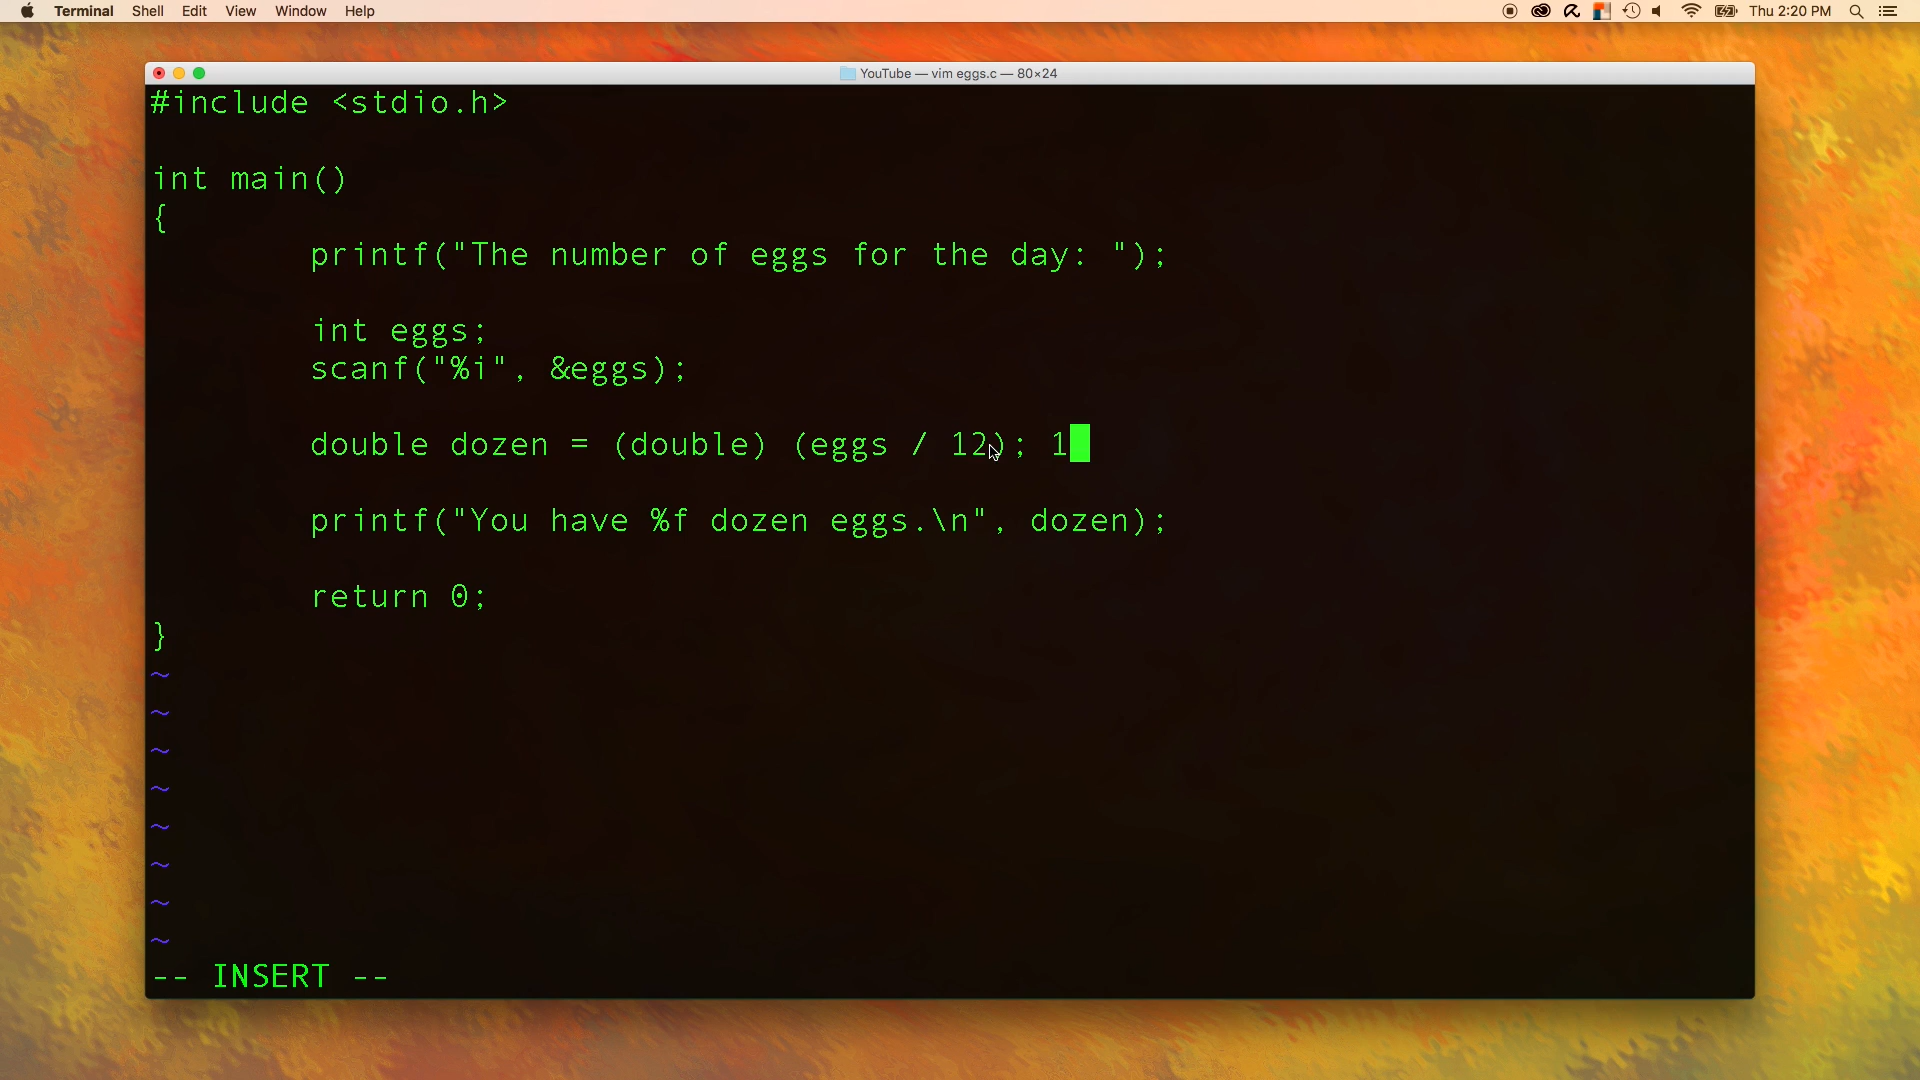 Terminal Shell Edit View Window Help Thu 2:20 PM
YouTube — vim eggs.c — 80×24
#include <stdio.h>
int main()
{
printf("The number of eggs for the day: ");
int eggs;
scanf("%i", &eggs);
double dozen = (double) (eggs / 12); 1
printf("You have %f dozen eggs.\n", dozen);
return 0;
}
~
~
~
~
~
~
~
~
-- INSERT --